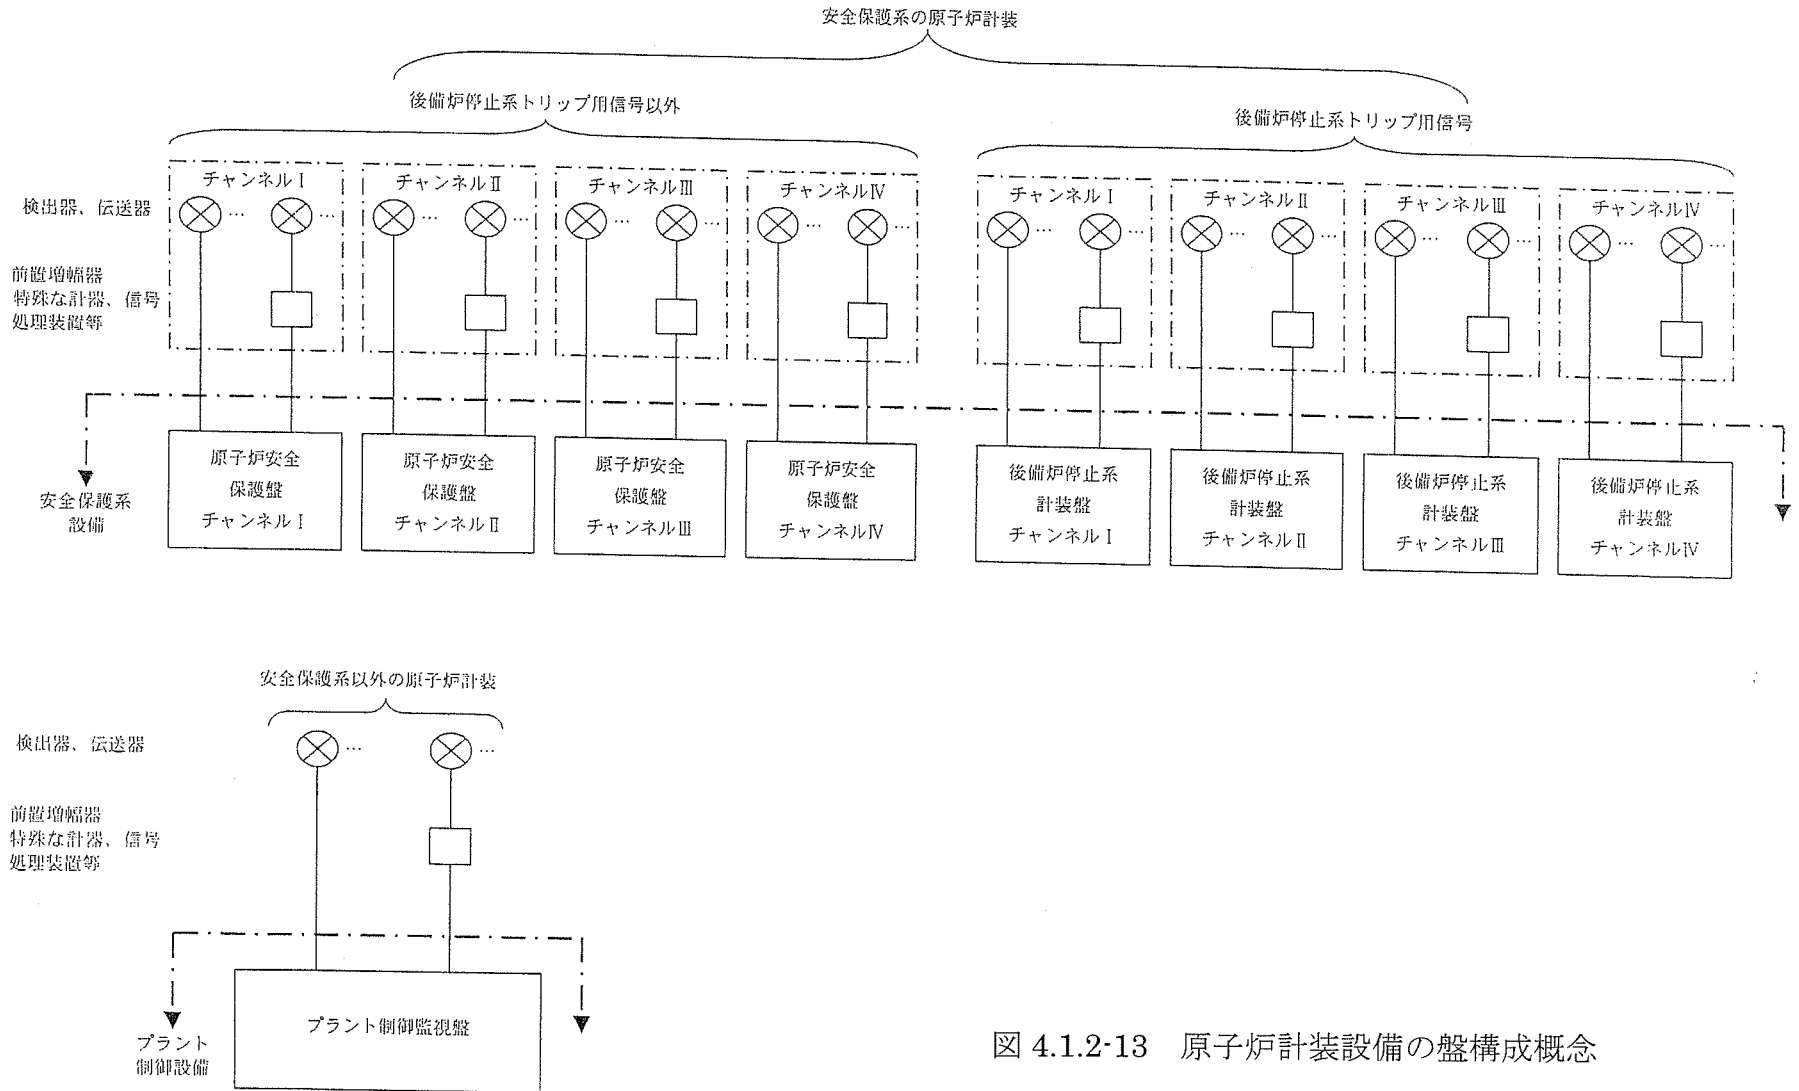 安全保護系の原子炉計装
後備炉停止系トリップ用信号以外
後備炉停止系トリップ用信号
チャンネルⅠ
チャンネルⅡ
チャンネルⅢ
チャンネルⅣ
チャンネルⅠ
チャンネルⅡ
チャンネルⅢ
チャンネルⅣ
検出器、伝送器
… … … … … … … … … … … … … … … …
前置増幅器
特殊な計器、信号
処理装置等
安全保護系
設備
原子炉安全
保護盤
チャンネルⅠ
原子炉安全
保護盤
チャンネルⅡ
原子炉安全
保護盤
チャンネルⅢ
原子炉安全
保護盤
チャンネルⅣ
後備炉停止系
計装盤
チャンネルⅠ
後備炉停止系
計装盤
チャンネルⅡ
後備炉停止系
計装盤
チャンネルⅢ
後備炉停止系
計装盤
チャンネルⅣ
安全保護系以外の原子炉計装
検出器、伝送器
… …
前置増幅器
特殊な計器、信号
処理装置等
プラント制御監視盤
プラント
制御設備
図 4.1.2-13 原子炉計装設備の盤構成概念